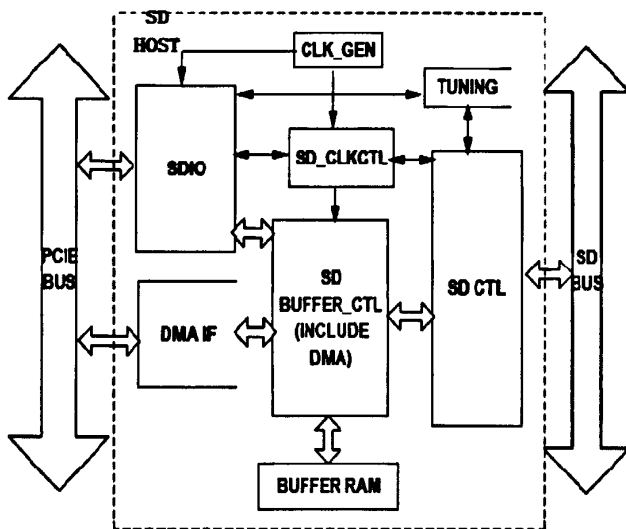 SD
HOST
CLK_GEN
TUNING
SDIO
SD_CLKCTL
PCIE
BUS
SD
BUFFER_CTL
(INCLUDE
DMA)
SD CTL
SD
BUS
DMA IF
BUFFER RAM